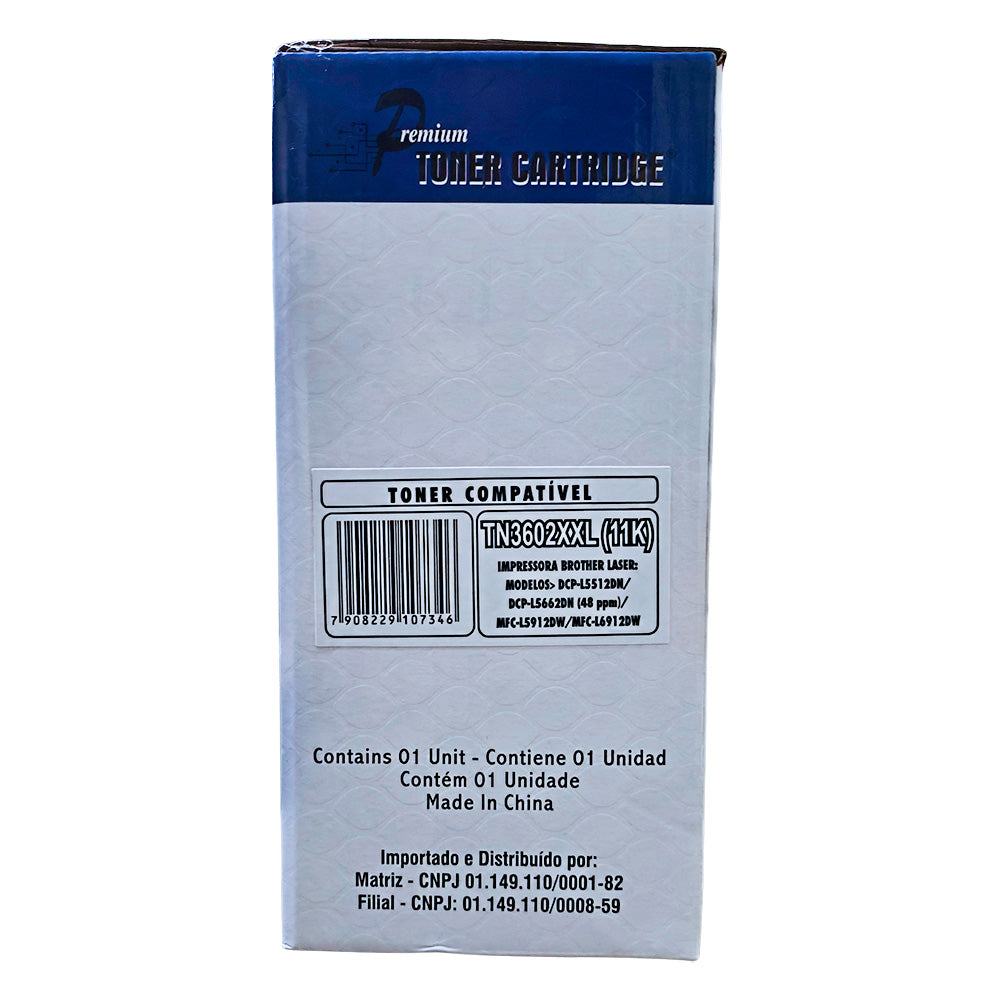 Premium
TONER CARTRIDGE
TONER COMPATÍVEL
7 908229 107346
TN3602XXL (11K)
IMPRESSORA BROTHER LASER:
MODELOS> DCP-L5512DN/
DCP-L5662DN (48 ppm)/
MFC-L5912DW/MFC-L6912DW
Contains 01 Unit - Contiene 01 Unidad
Contém 01 Unidade
Made In China
Importado e Distribuído por:
Matriz - CNPJ 01.149.110/0001-82
Filial - CNPJ: 01.149.110/0008-59